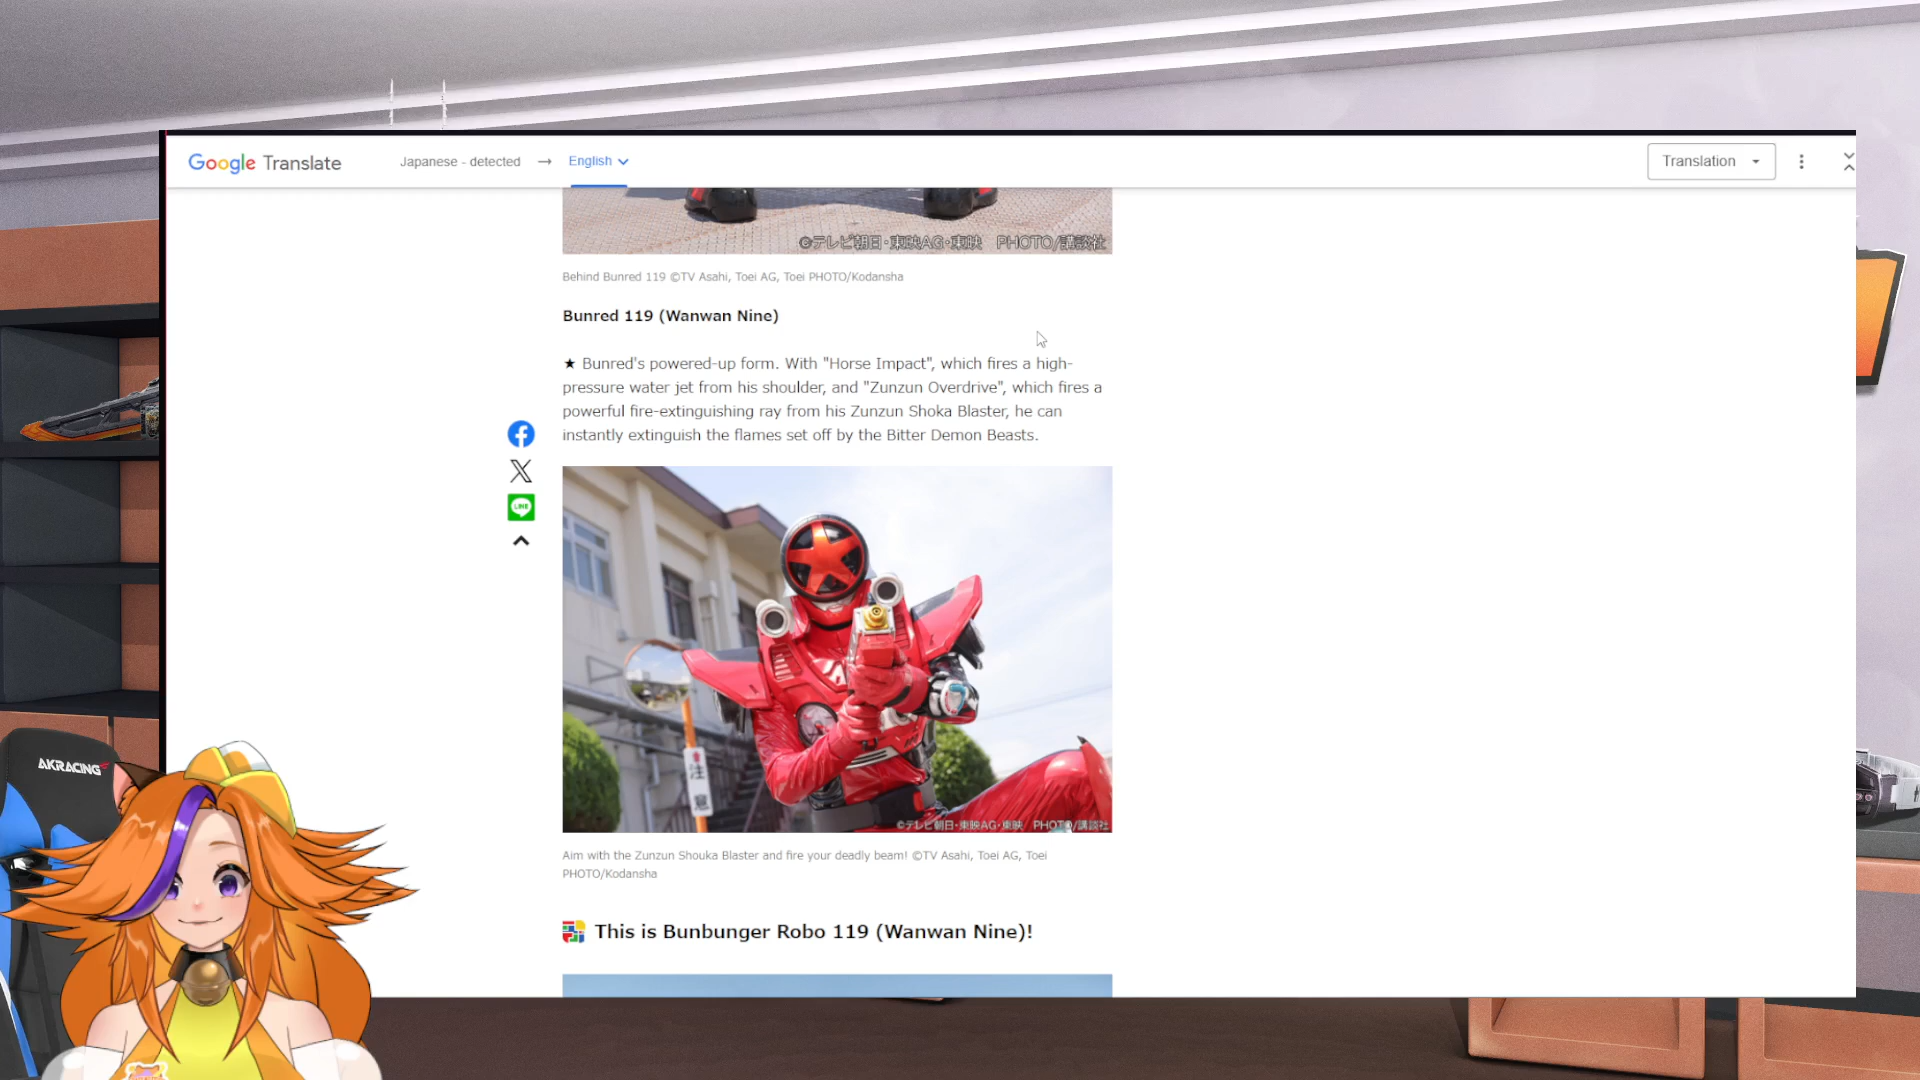 Google Translate
Japanese - detected → English
Translation
©テレビ朝日・東映AG・東映 PHOTO/講談社
Behind Bunred 119 ©TV Asahi, Toei AG, Toei PHOTO/Kodansha
Bunred 119 (Wanwan Nine)
★ Bunred's powered-up form. With "Horse Impact", which fires a high-
pressure water jet from his shoulder, and "Zunzun Overdrive", which fires a
powerful fire-extinguishing ray from his Zunzun Shoka Blaster, he can
instantly extinguish the flames set off by the Bitter Demon Beasts.
LINE
注意
©テレビ朝日・東映AG・東映 PHOTO/講談社
Aim with the Zunzun Shouka Blaster and fire your deadly beam! ©TV Asahi, Toei AG, Toei
PHOTO/Kodansha
This is Bunbunger Robo 119 (Wanwan Nine)!
AKRACING